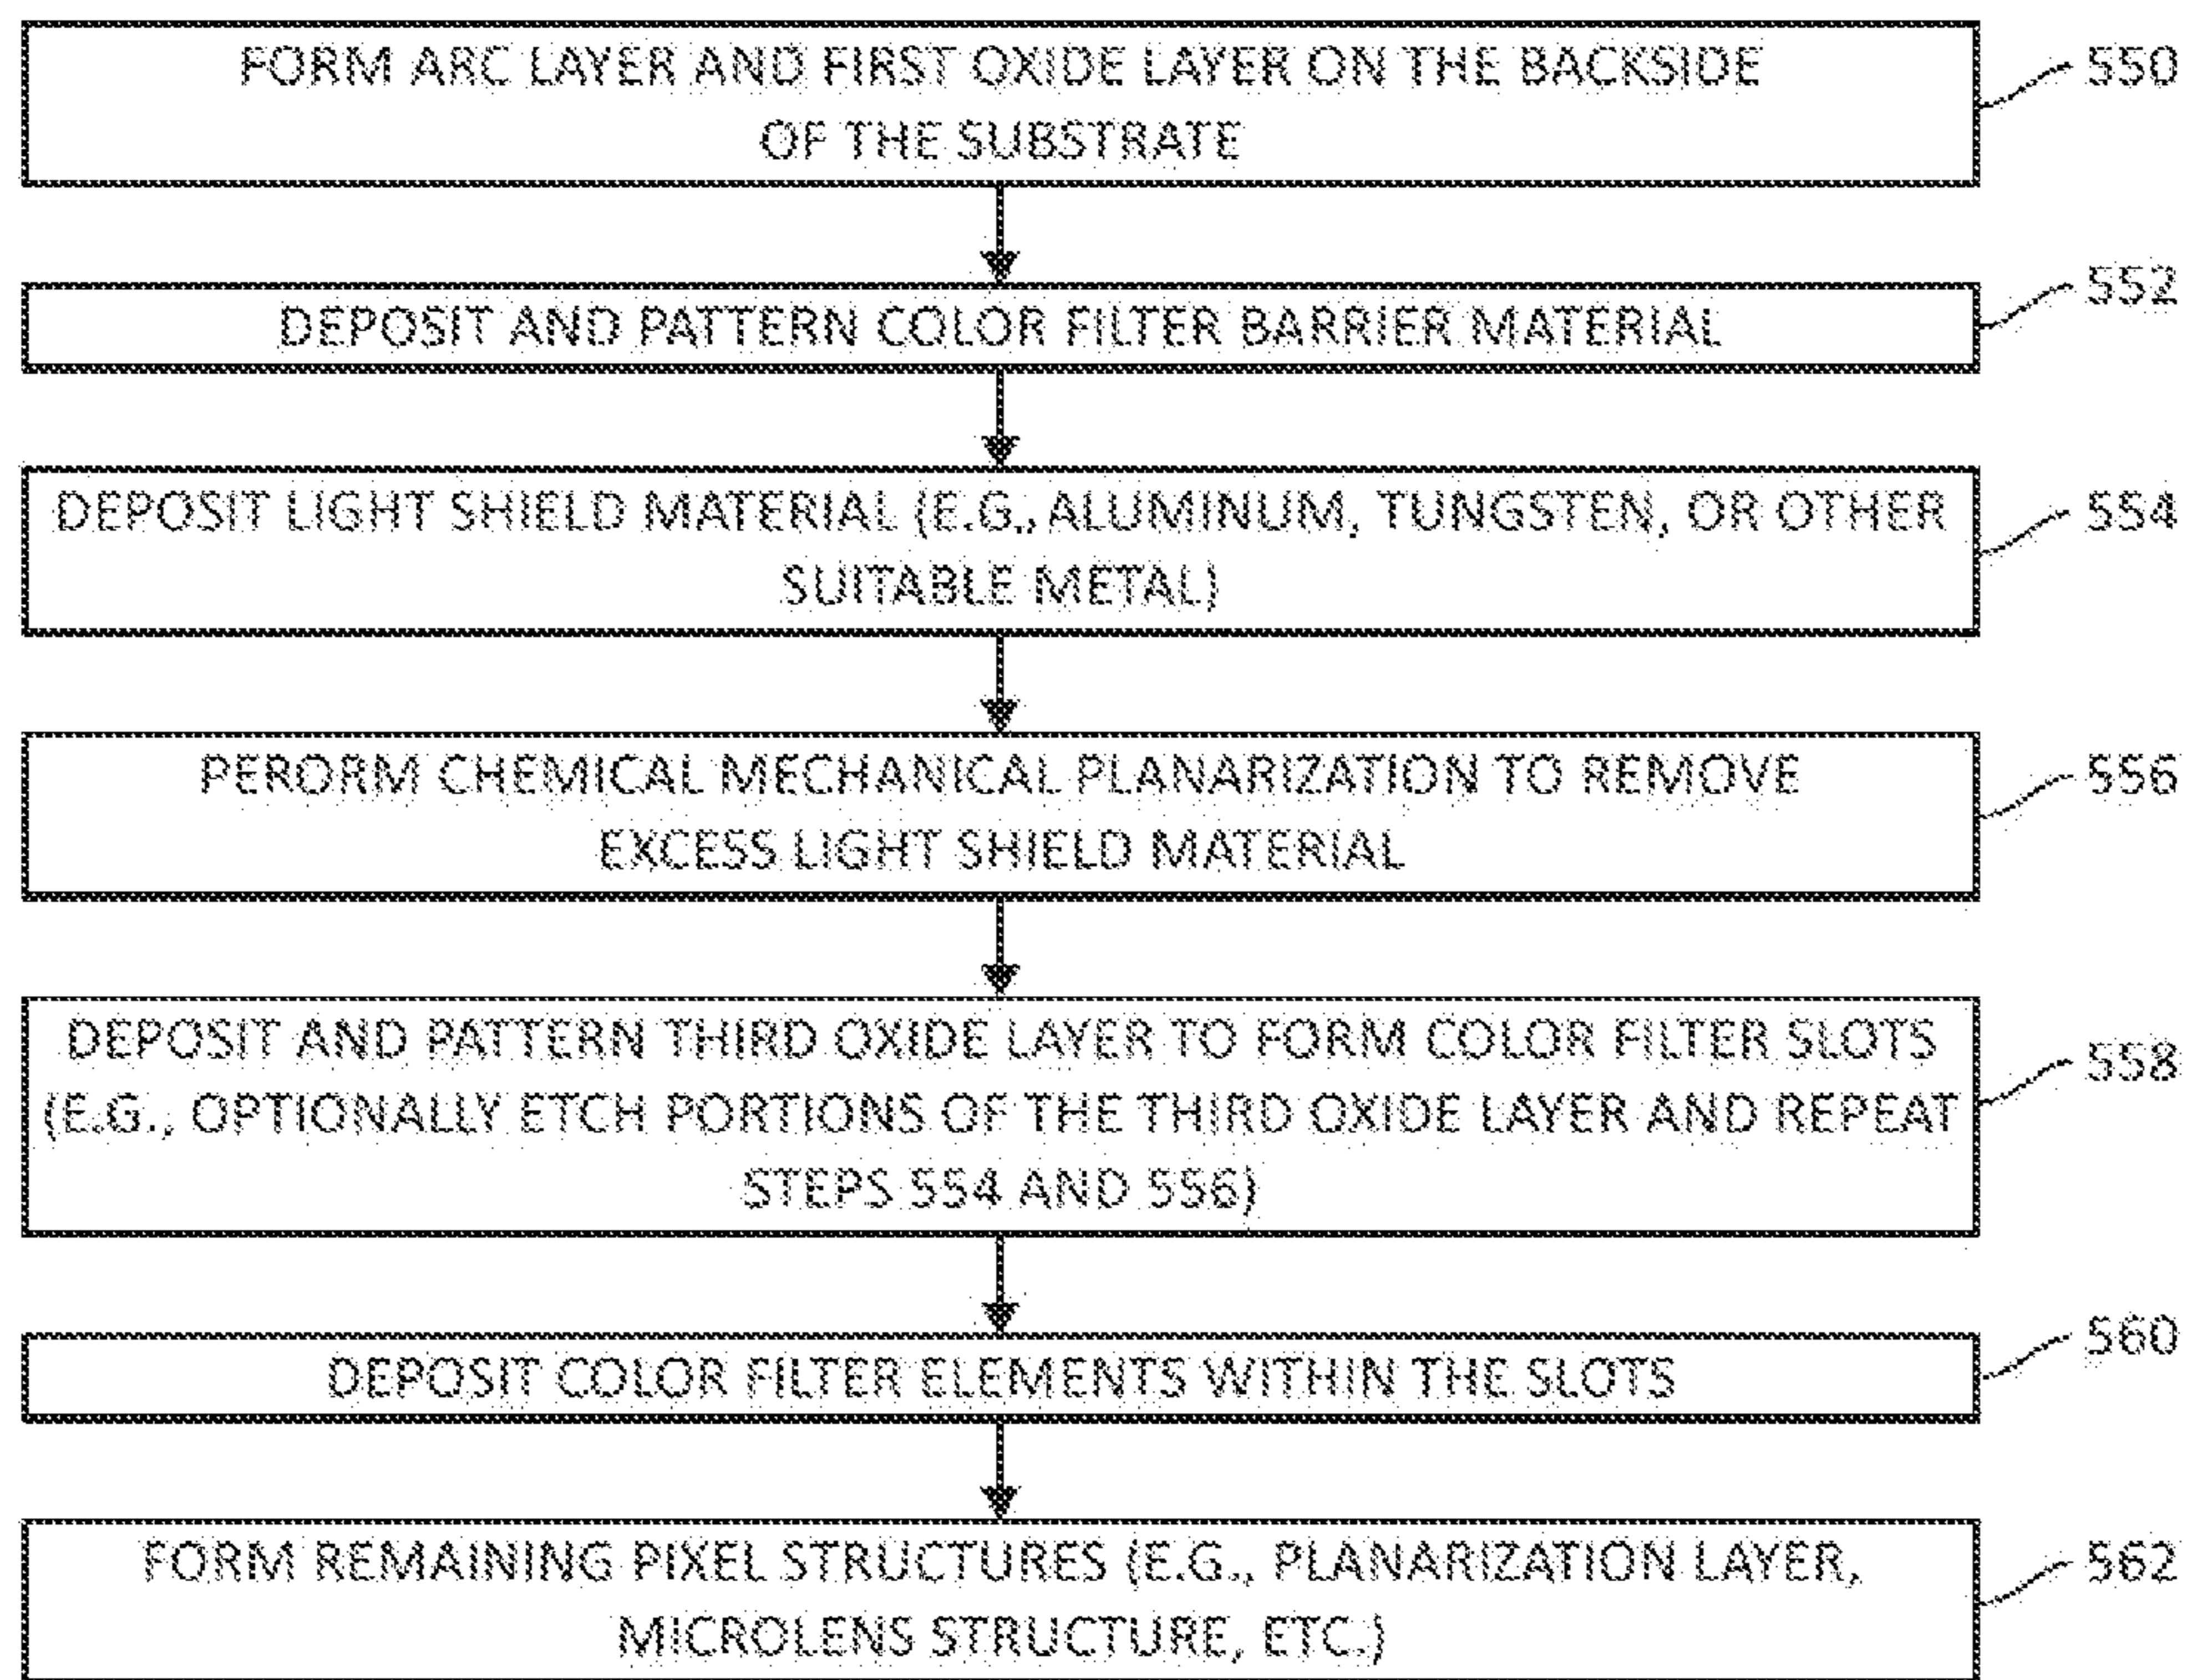 FORM ARC LAYER AND FIRST OXIDE LAYER ON THE BACKSIDE
OF THE SUBSTRATE
550
DEPOSIT AND PATTERN COLOR FILTER BARRIER MATERIAL
552
DEPOSIT LIGHT SHIELD MATERIAL (E.G., ALUMINUM, TUNGSTEN, OR OTHER
SUITABLE METAL)
554
PERORM CHEMICAL MECHANICAL PLANARIZATION TO REMOVE
EXCESS LIGHT SHIELD MATERIAL
556
DEPOSIT AND PATTERN THIRD OXIDE LAYER TO FORM COLOR FILTER SLOTS
(E.G., OPTIONALLY ETCH PORTIONS OF THE THIRD OXIDE LAYER AND REPEAT
STEPS 554 AND 556)
558
DEPOSIT COLOR FILTER ELEMENTS WITHIN THE SLOTS
560
FORM REMAINING PIXEL STRUCTURES (E.G., PLANARIZATION LAYER,
MICROLENS STRUCTURE, ETC.)
562